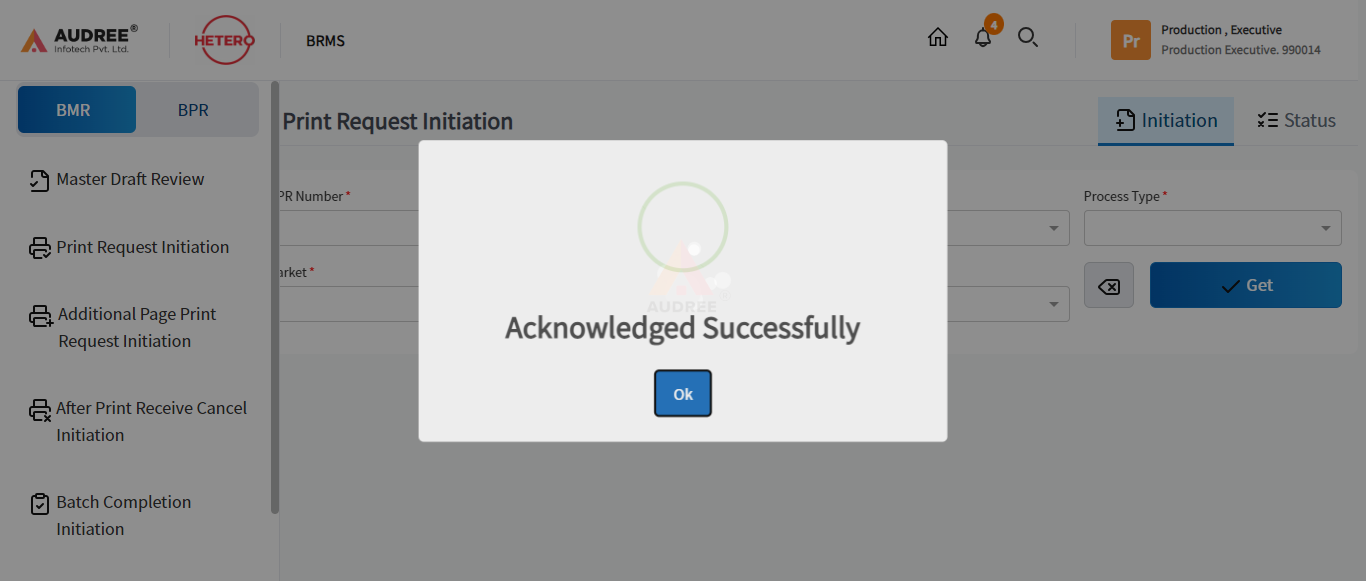 AUDREE®
Infotech Pvt. Ltd.
HETERO
BRMS
4
Pr
Production , Executive
Production Executive. 990014
BMR
BPR
Print Request Initiation
Initiation
Status
Master Draft Review
Print Request Initiation
Additional Page Print
Request Initiation
After Print Receive Cancel
Initiation
Batch Completion
Initiation
PR Number *
Process Type *
arket *
Get
AUDREE
Acknowledged Successfully
Ok